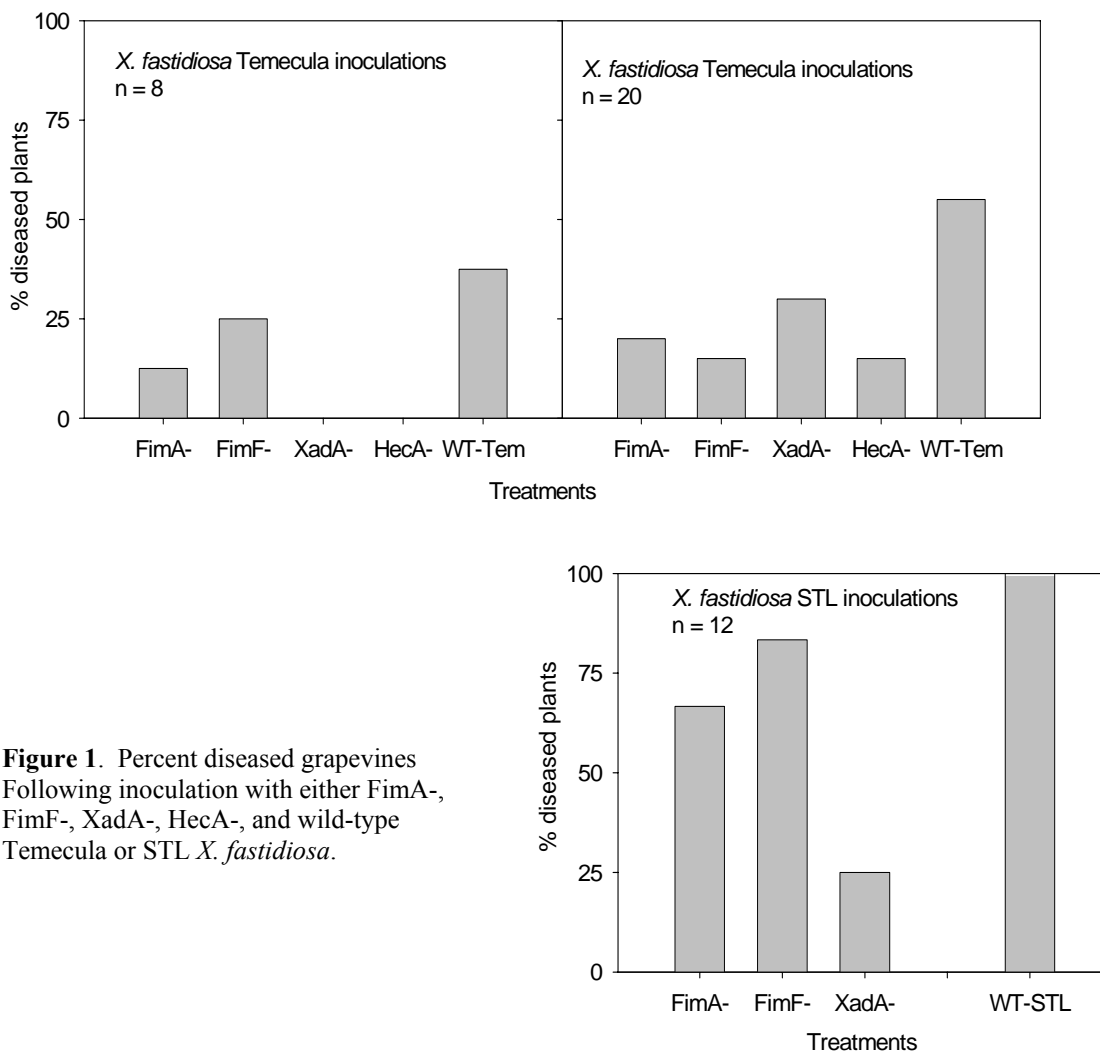 100
75
50
25
0
% diseased plants
X. fastidiosa Temecula inoculations
n = 8
X. fastidiosa Temecula inoculations
n = 20
FimA- FimF- XadA- HecA- WT-Tem FimA- FimF- XadA- HecA- WT-Tem
Treatments
100
75
50
25
0
% diseased plants
X. fastidiosa STL inoculations
n = 12
FimA- FimF- XadA- WT-STL
Treatments
Figure 1. Percent diseased grapevines
Following inoculation with either FimA-,
FimF-, XadA-, HecA-, and wild-type
Temecula or STL X. fastidiosa.